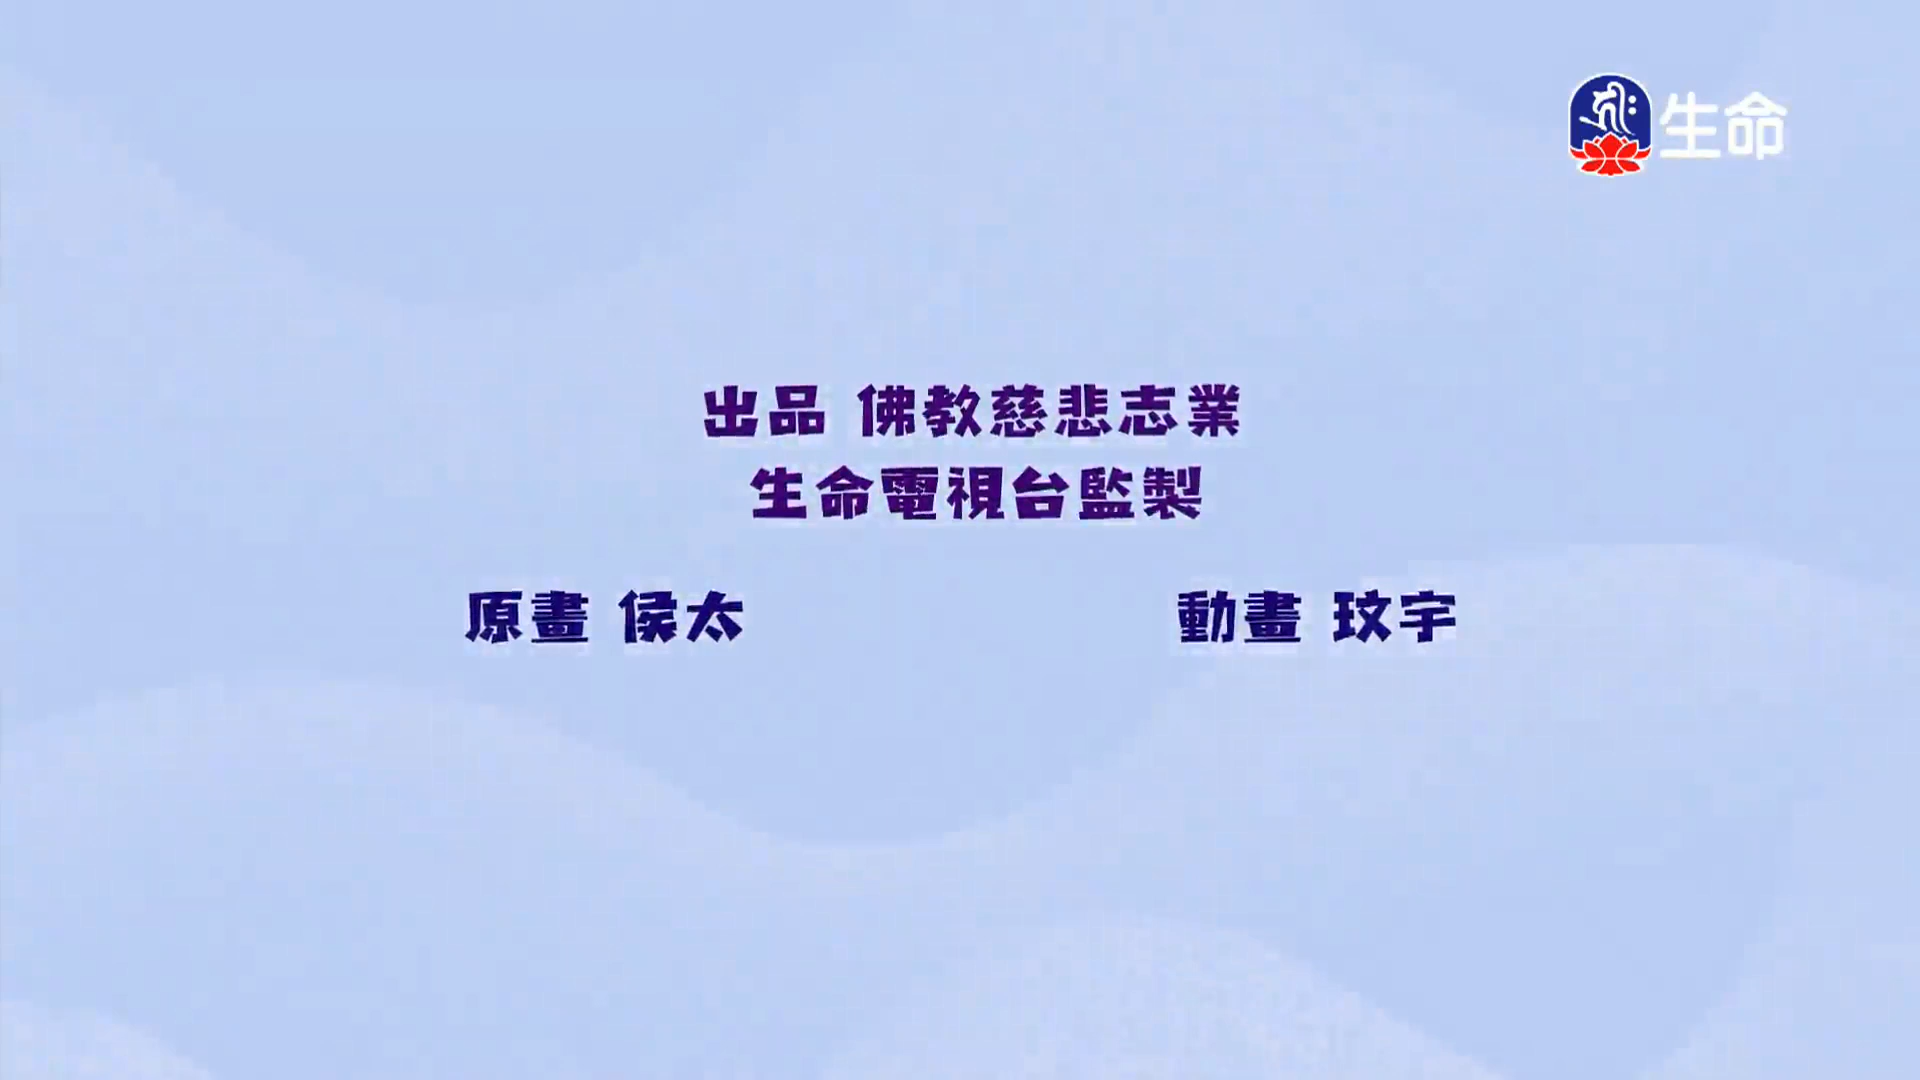 生命
出品 佛教慈悲志業
生命電視台監製
原畫 侯太
動畫 玟宇